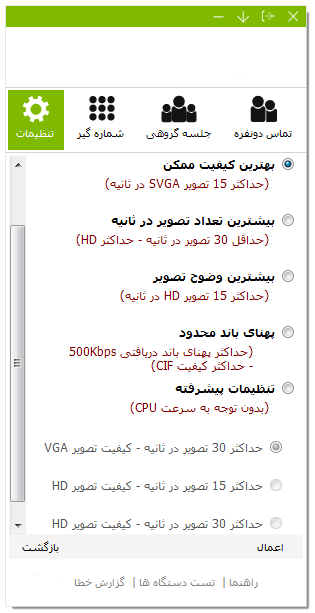 تماس دونفره
جلسه گروهی
شماره گیر
تنظیمات
بهترین کیفیت ممکن
(حداکثر 15 تصویر SVGA در ثانیه)
بیشترین تعداد تصویر در ثانیه
(حداقل 30 تصویر در ثانیه - حداکثر HD)
بیشترین وضوح تصویر
(حداکثر 15 تصویر HD در ثانیه)
پهنای باند محدود
(حداکثر پهنای باند دریافتی 500Kbps
- حداکثر کیفیت CIF)
تنظیمات پیشرفته
(بدون توجه به سرعت CPU)
حداکثر 30 تصویر در ثانیه - کیفیت تصویر VGA
حداکثر 15 تصویر در ثانیه - کیفیت تصویر HD
حداکثر 30 تصویر در ثانیه - کیفیت تصویر HD
اعمال
بازگشت
راهنما | تست دستگاه ها | گزارش خطا